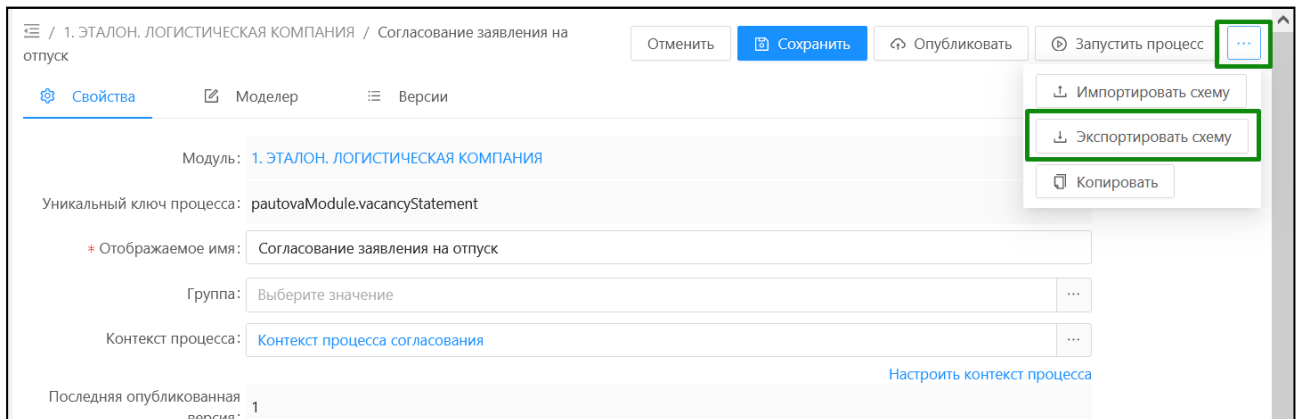 / 1. ЭТАЛОН. ЛОГИСТИЧЕСКАЯ КОМПАНИЯ / Согласование заявления на
отпуск
Отменить
Сохранить
Опубликовать
Запустить процесс
...
Импортировать схему
Экспортировать схему
Копировать
Свойства
Моделер
Версии
Модуль: 1. ЭТАЛОН. ЛОГИСТИЧЕСКАЯ КОМПАНИЯ
Уникальный ключ процесса: pautovaModule.vacancyStatement
* Отображаемое имя: Согласование заявления на отпуск
Группа: Выберите значение ...
Контекст процесса: Контекст процесса согласования ...
Настроить контекст процесса
Последняя опубликованная
версия: 1